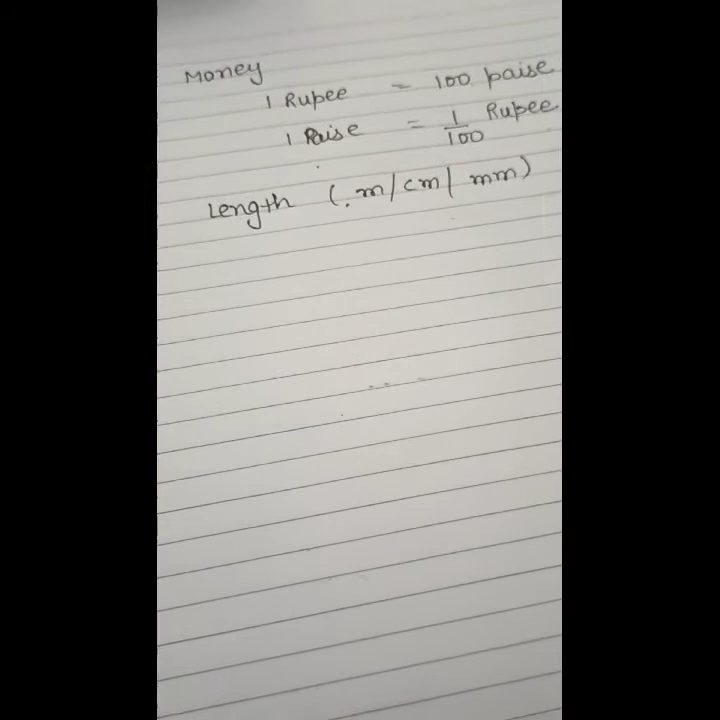 Money
1 Rupee = 100 paise
1 Paise = 1/100 Rupee
Length (.m/cm/mm)